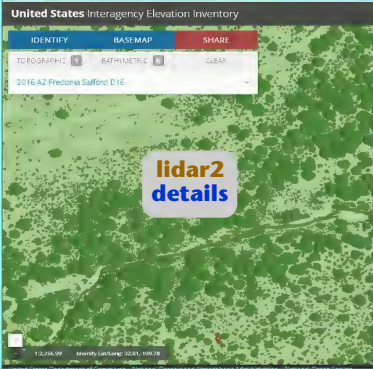 United States Interagency Elevation Inventory
IDENTIFY BASEMAP SHARE
TOPOGRAPHIC BATHYMETRIC CLEAR
2016 AZ Fredonia Safford D16
lidar2
details
1:2,256.99 Identify Lat/Long: 32.81,-109.78